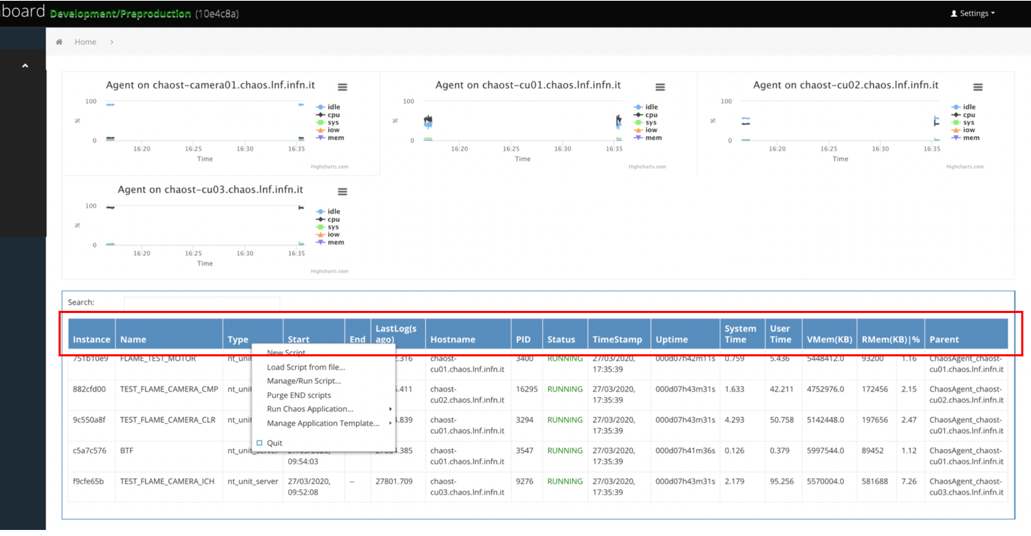 board Development/Preproduction (10e4c8a)
Settings
Home >
Agent on chaost-camera01.chaos.lnf.infn.it
100
%
0
16:20 16:25 16:30 16:35
Time
idle
cpu
sys
iow
mem
Highcharts.com
Agent on chaost-cu01.chaos.lnf.infn.it
100
%
0
16:20 16:25 16:30 16:35
Time
idle
cpu
sys
iow
mem
Highcharts.com
Agent on chaost-cu02.chaos.lnf.infn.it
100
%
0
16:20 16:25 16:30 16:35
Time
idle
cpu
sys
iow
mem
Highcharts.com
Agent on chaost-cu03.chaos.lnf.infn.it
100
%
0
16:20 16:25 16:30 16:35
Time
idle
cpu
sys
iow
mem
Highcharts.com
Search:
Instance Name Type Start End LastLog(s ago) Hostname PID Status TimeStamp Uptime System Time User Time VMem(KB) RMem(KB)|% Parent
751b10e9 FLAME_TEST_MOTOR nt_unit .316 chaost- 3400 RUNNING 27/03/2020, 000d07h42m11s 0.759 5.436 5448412.0 93200 1.16 ChaosAgent_chaost-
cu01.chaos.lnf.infn.it 17:35:39 cu01.chaos.lnf.infn.it
882cfd00 TEST_FLAME_CAMERA_CMP nt_unit .411 chaost- 16295 RUNNING 27/03/2020, 000d07h43m31s 1.633 42.211 4752976.0 172456 2.15 ChaosAgent_chaost-
cu02.chaos.lnf.infn.it 17:35:39 cu02.chaos.lnf.infn.it
9c550a8f TEST_FLAME_CAMERA_CLR nt_unit .839 chaost- 3294 RUNNING 27/03/2020, 000d07h43m31s 4.293 50.758 5142448.0 197656 2.47 ChaosAgent_chaost-
cu01.chaos.lnf.infn.it 17:35:39 cu01.chaos.lnf.infn.it
c5a7c576 BTF nt_unit_server .385 chaost- 3547 RUNNING 27/03/2020, 000d07h41m36s 0.126 0.379 5997544.0 89452 1.12 ChaosAgent_chaost-
09:54:03 cu01.chaos.lnf.infn.it 17:35:39 cu01.chaos.lnf.infn.it
f9cfe65b TEST_FLAME_CAMERA_ICH nt_unit_server 27/03/2020, -- 27801.709 chaost- 9276 RUNNING 27/03/2020, 000d07h43m31s 2.179 95.256 5570004.0 581688 7.26 ChaosAgent_chaost-
09:52:08 cu03.chaos.lnf.infn.it 17:35:39 cu03.chaos.lnf.infn.it
New Script
Load Script from file...
Manage/Run Script...
Purge END scripts
Run Chaos Application...
Manage Application Template...
Quit